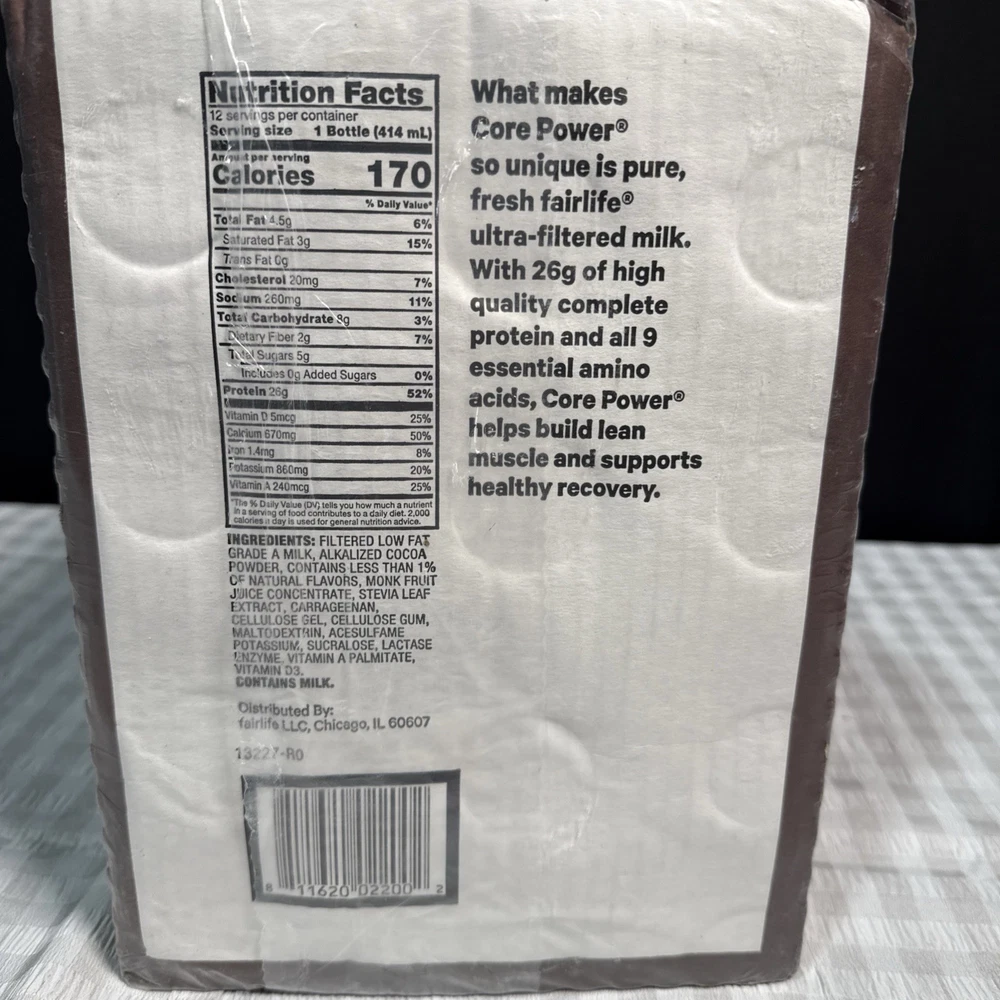 Nutrition Facts
12 servings per container
Serving size 1 Bottle (414 mL)
Amount per serving
Calories 170
% Daily Value*
Total Fat 4.5g 6%
Saturated Fat 3g 15%
Trans Fat 0g
Cholesterol 20mg 7%
Sodium 260mg 11%
Total Carbohydrate 8g 3%
Dietary Fiber 2g 7%
Total Sugars 5g
Includes 0g Added Sugars 0%
Protein 26g 52%
Vitamin D 5mcg 25%
Calcium 670mg 50%
Iron 1.4mg 8%
Potassium 860mg 20%
Vitamin A 240mcg 25%
*The % Daily Value (DV) tells you how much a nutrient
in a serving of food contributes to a daily diet. 2,000
calories a day is used for general nutrition advice.
INGREDIENTS: FILTERED LOW FAT
GRADE A MILK, ALKALIZED COCOA
POWDER, CONTAINS LESS THAN 1%
OF NATURAL FLAVORS, MONK FRUIT
JUICE CONCENTRATE, STEVIA LEAF
EXTRACT, CARRAGEENAN,
CELLULOSE GEL, CELLULOSE GUM,
MALTODEXTRIN, ACESULFAME
POTASSIUM, SUCRALOSE, LACTASE
ENZYME, VITAMIN A PALMITATE,
VITAMIN D3.
CONTAINS MILK.
Distributed By:
fairlife LLC, Chicago, IL 60607
13227-R0
8 11620 02200 2
What makes
Core Power®
so unique is pure,
fresh fairlife®
ultra-filtered milk.
With 26g of high
quality complete
protein and all 9
essential amino
acids, Core Power®
helps build lean
muscle and supports
healthy recovery.